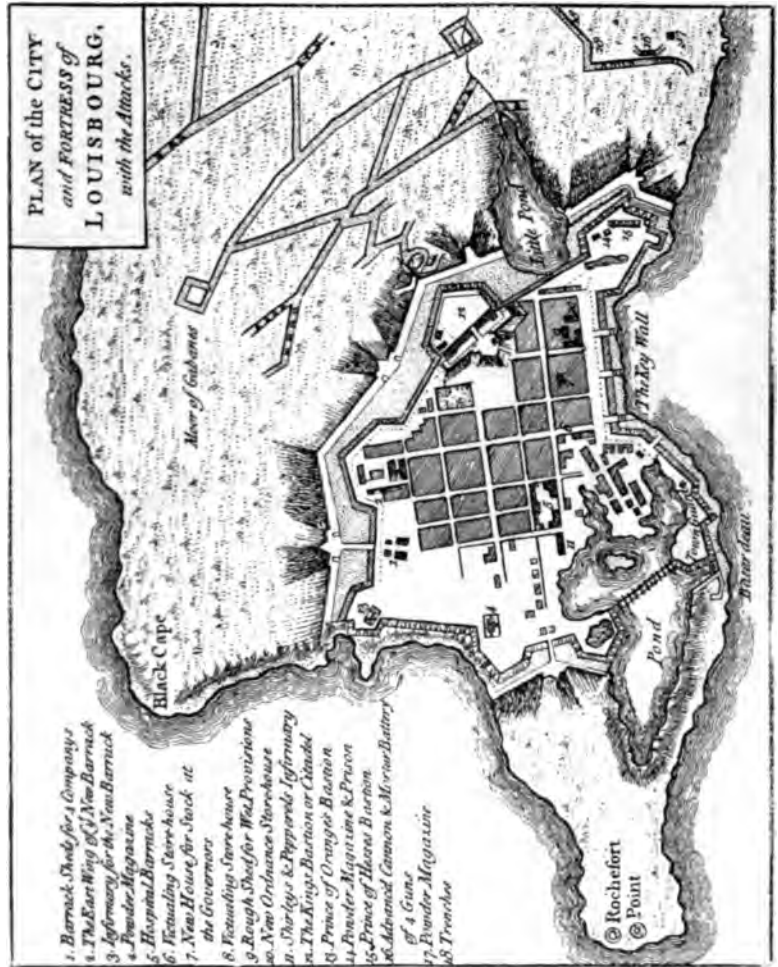 PLAN of the CITY
and FORTRESS of
LOUISBOURG,
with the Attacks.
1. Barrack Sheds for 2 Companys
2. The East Wing of ye New Barrack
3. Infirmary for the New Barrack
4. Powder Magazine
5. Hospital Barracks
6. Victualing Storehouse
7. New House for Stock at
the Governors
8. Victualing Storehouse
9. Rough Shed for Wet Provisions
10. New Ordnance Storehouse
11. Shirley's & Pepperels Infirmary
12. The Kings Bastion or Citadel
13. Prince of Orange's Bastion
14. Powder Magazine & Prison
15. Prince of Hesses Bastion
16. Advanced Cannon & Mortar Battery
of 4 Guns
17. Powder Magazine
18. Trenches
Black Cape
Moor of Gabanes
Little Pond
The Key Wall
Pond
Rochefort
Point